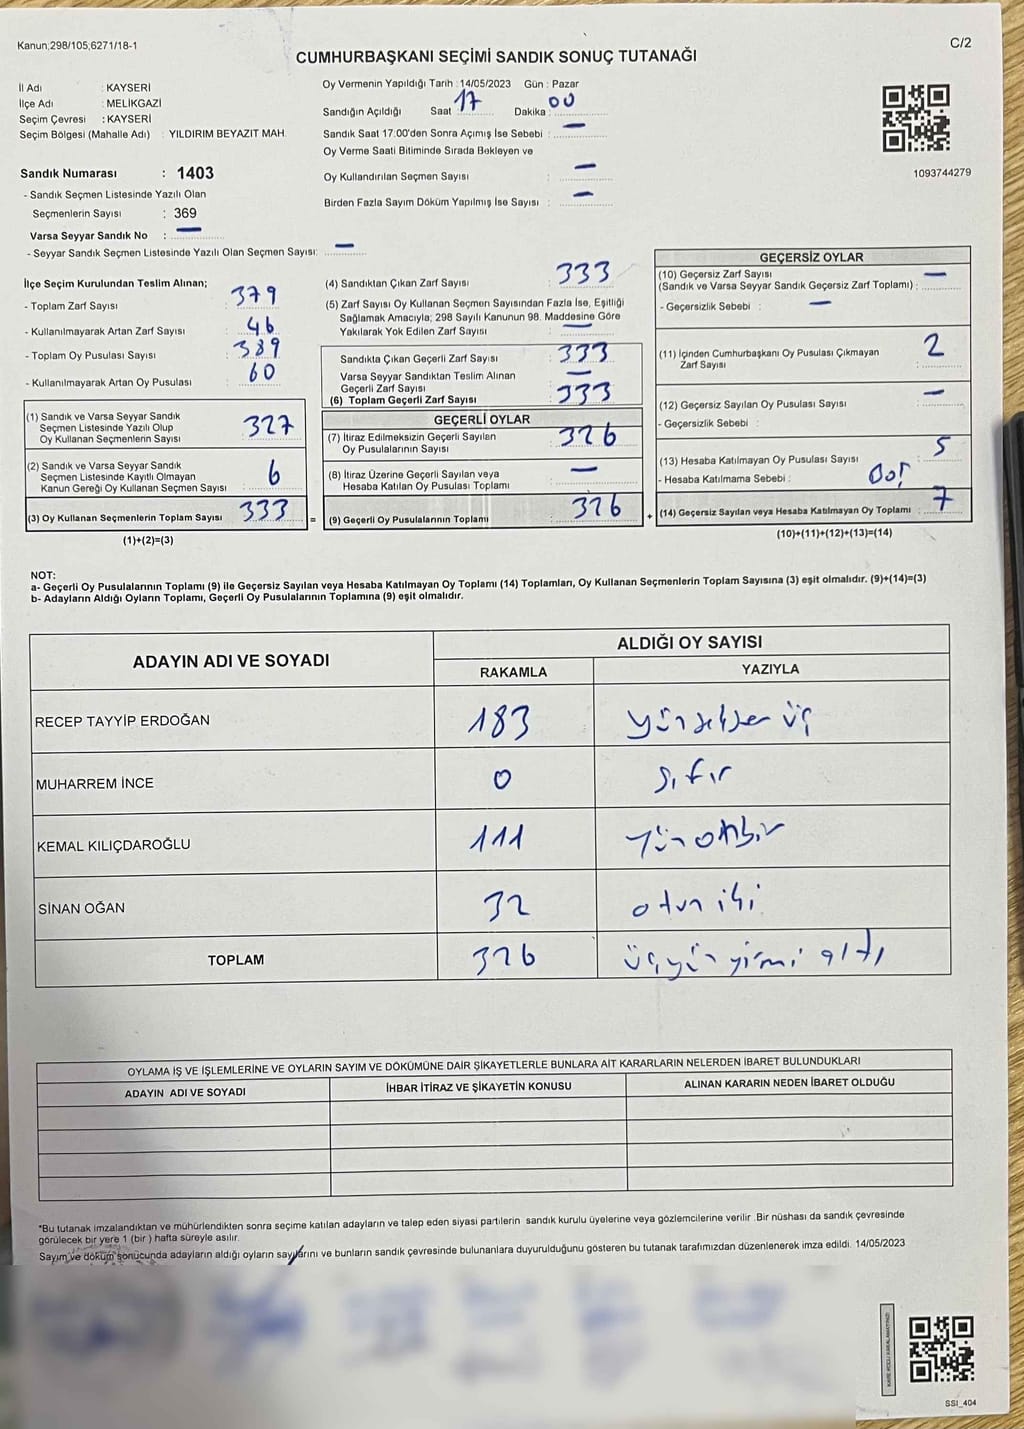 Kanun;298/105,6271/18-1
C/2
CUMHURBAŞKANI SEÇİMİ SANDIK SONUÇ TUTANAĞI
İl Adı : KAYSERİ
İlçe Adı : MELİKGAZİ
Seçim Çevresi : KAYSERİ
Seçim Bölgesi (Mahalle Adı) : YILDIRIM BEYAZIT MAH.
Sandık Numarası : 1403
- Sandık Seçmen Listesinde Yazılı Olan
Seçmenlerin Sayısı : 369
Varsa Seyyar Sandık No : —
- Seyyar Sandık Seçmen Listesinde Yazılı Olan Seçmen Sayısı: —
Oy Vermenin Yapıldığı Tarih : 14/05/2023 Gün : Pazar
Sandığın Açıldığı Saat 17 Dakika : 00
Sandık Saat 17.00'den Sonra Açımış İse Sebebi : —
Oy Verme Saati Bitiminde Sırada Bekleyen ve
Oy Kullandırılan Seçmen Sayısı : —
Birden Fazla Sayım Döküm Yapılmış İse Sayısı : —
1093744279
İlçe Seçim Kurulundan Teslim Alınan;
- Toplam Zarf Sayısı : 379
- Kullanılmayarak Artan Zarf Sayısı : 46
- Toplam Oy Pusulası Sayısı : 389
- Kullanılmayarak Artan Oy Pusulası : 60
(1) Sandık ve Varsa Seyyar Sandık
Seçmen Listesinde Yazılı Olup
Oy Kullanan Seçmenlerin Sayısı : 327
(2) Sandık ve Varsa Seyyar Sandık
Seçmen Listesinde Kayıtlı Olmayan
Kanun Gereği Oy Kullanan Seçmen Sayısı : 6
(3) Oy Kullanan Seçmenlerin Toplam Sayısı : 333 =
(1)+(2)=(3)
(4) Sandıktan Çıkan Zarf Sayısı : 333
(5) Zarf Sayısı Oy Kullanan Seçmen Sayısından Fazla İse, Eşitliği
Sağlamak Amacıyla; 298 Sayılı Kanunun 98. Maddesine Göre
Yakılarak Yok Edilen Zarf Sayısı : —
Sandıkta Çıkan Geçerli Zarf Sayısı : 333
Varsa Seyyar Sandıktan Teslim Alınan
Geçerli Zarf Sayısı : —
(6) Toplam Geçerli Zarf Sayısı : 333
GEÇERLİ OYLAR
(7) İtiraz Edilmeksizin Geçerli Sayılan
Oy Pusulalarının Sayısı : 326
(8) İtiraz Üzerine Geçerli Sayılan veya
Hesaba Katılan Oy Pusulası Toplamı : —
(9) Geçerli Oy Pusulalarının Toplamı : 326 +
GEÇERSİZ OYLAR
(10) Geçersiz Zarf Sayısı
(Sandık ve Varsa Seyyar Sandık Geçersiz Zarf Toplamı) : —
- Geçersizlik Sebebi : —
(11) İçinden Cumhurbaşkanı Oy Pusulası Çıkmayan
Zarf Sayısı : 2
(12) Geçersiz Sayılan Oy Pusulası Sayısı : —
- Geçersizlik Sebebi :
(13) Hesaba Katılmayan Oy Pusulası Sayısı : 5
- Hesaba Katılmama Sebebi :
(14) Geçersiz Sayılan veya Hesaba Katılmayan Oy Toplamı : 7
(10)+(11)+(12)+(13)=(14)
NOT:
a- Geçerli Oy Pusulalarının Toplamı (9) ile Geçersiz Sayılan veya Hesaba Katılmayan Oy Toplamı (14) Toplamları, Oy Kullanan Seçmenlerin Toplam Sayısına (3) eşit olmalıdır. (9)+(14)=(3)
b- Adayların Aldığı Oyların Toplamı, Geçerli Oy Pusulalarının Toplamına (9) eşit olmalıdır.
ADAYIN ADI VE SOYADI ALDIĞI OY SAYISI
RAKAMLA YAZIYLA
RECEP TAYYİP ERDOĞAN 183 yüzseksen üç
MUHARREM İNCE 0 sıfır
KEMAL KILIÇDAROĞLU 111 yüz onbir
SİNAN OĞAN 32 otuz iki
TOPLAM 326 üçyüz yirmi altı
OYLAMA İŞ VE İŞLEMLERİNE VE OYLARIN SAYIM VE DÖKÜMÜNE DAİR ŞİKAYETLERLE BUNLARA AİT KARARLARIN NELERDEN İBARET BULUNDUKLARI
ADAYIN ADI VE SOYADI İHBAR İTİRAZ VE ŞİKAYETİN KONUSU ALINAN KARARIN NEDEN İBARET OLDUĞU
*Bu tutanak imzalandıktan ve mühürlendikten sonra seçime katılan adayların ve talep eden siyasi partilerin sandık kurulu üyelerine veya gözlemcilerine verilir .Bir nüshası da sandık çevresinde
görülecek bir yere 1 (bir ) hafta süreyle asılır.
Sayım ve döküm sonucunda adayların aldığı oyların sayılarını ve bunların sandık çevresinde bulunanlara duyurulduğunu gösteren bu tutanak tarafımızdan düzenlenerek imza edildi. 14/05/2023
SSI_404